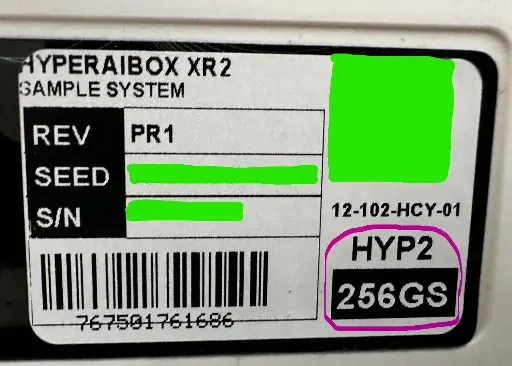 HYPERAIBOX XR2
SAMPLE SYSTEM
REV PR1
SEED
S/N
12-102-HCY-01
HYP2
256GS
767501761686